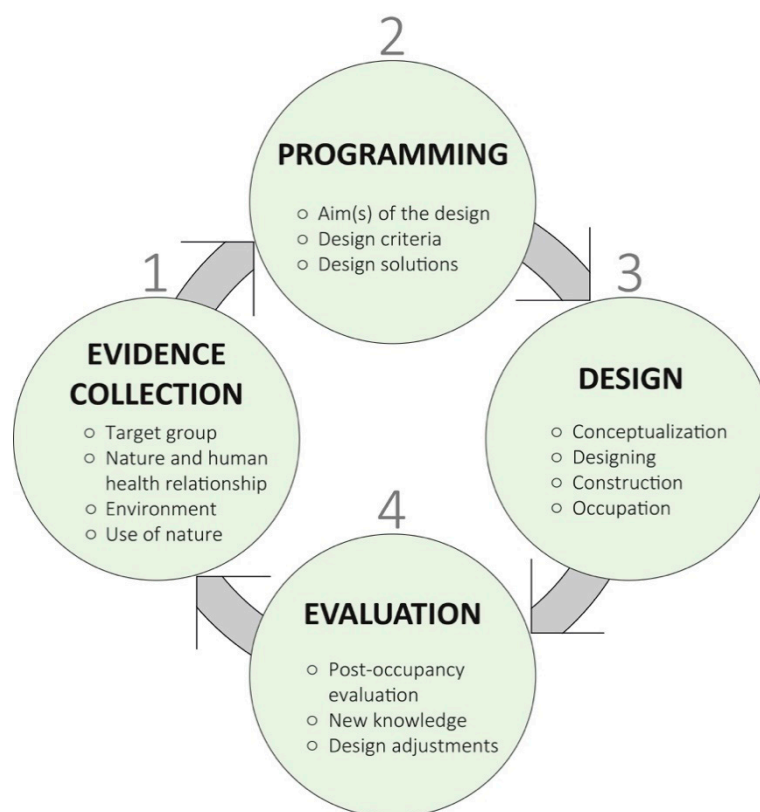 1
EVIDENCE
COLLECTION
○ Target group
○ Nature and human
health relationship
○ Environment
○ Use of nature
2
PROGRAMMING
○ Aim(s) of the design
○ Design criteria
○ Design solutions
3
DESIGN
○ Conceptualization
○ Designing
○ Construction
○ Occupation
4
EVALUATION
○ Post-occupancy
evaluation
○ New knowledge
○ Design adjustments